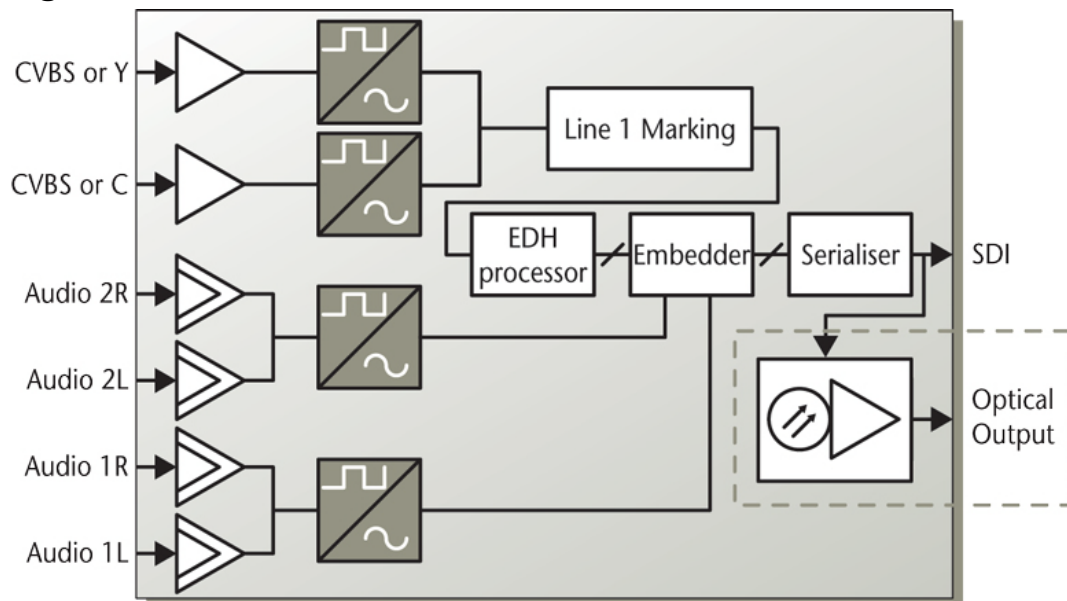 CVBS or Y
CVBS or C
Line 1 Marking
EDH
processor
Embedder
Serialiser
SDI
Audio 2R
Audio 2L
Optical
Output
Audio 1R
Audio 1L